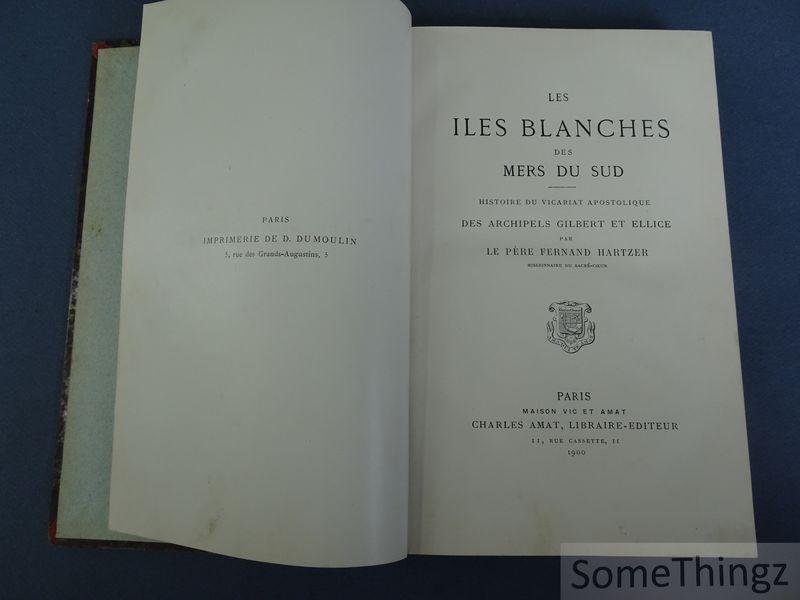 PARIS
IMPRIMERIE DE D. DUMOULIN
5, rue des Grands-Augustins, 5
LES
ILES BLANCHES
DES
MERS DU SUD
HISTOIRE DU VICARIAT APOSTOLIQUE
DES ARCHIPELS GILBERT ET ELLICE
PAR
LE PÈRE FERNAND HARTZER
MISSIONNAIRE DU SACRÉ-CŒUR
PARIS
MAISON VIC ET AMAT
CHARLES AMAT, LIBRAIRE-EDITEUR
11, RUE CASSETTE, 11
1900
SomeThingz